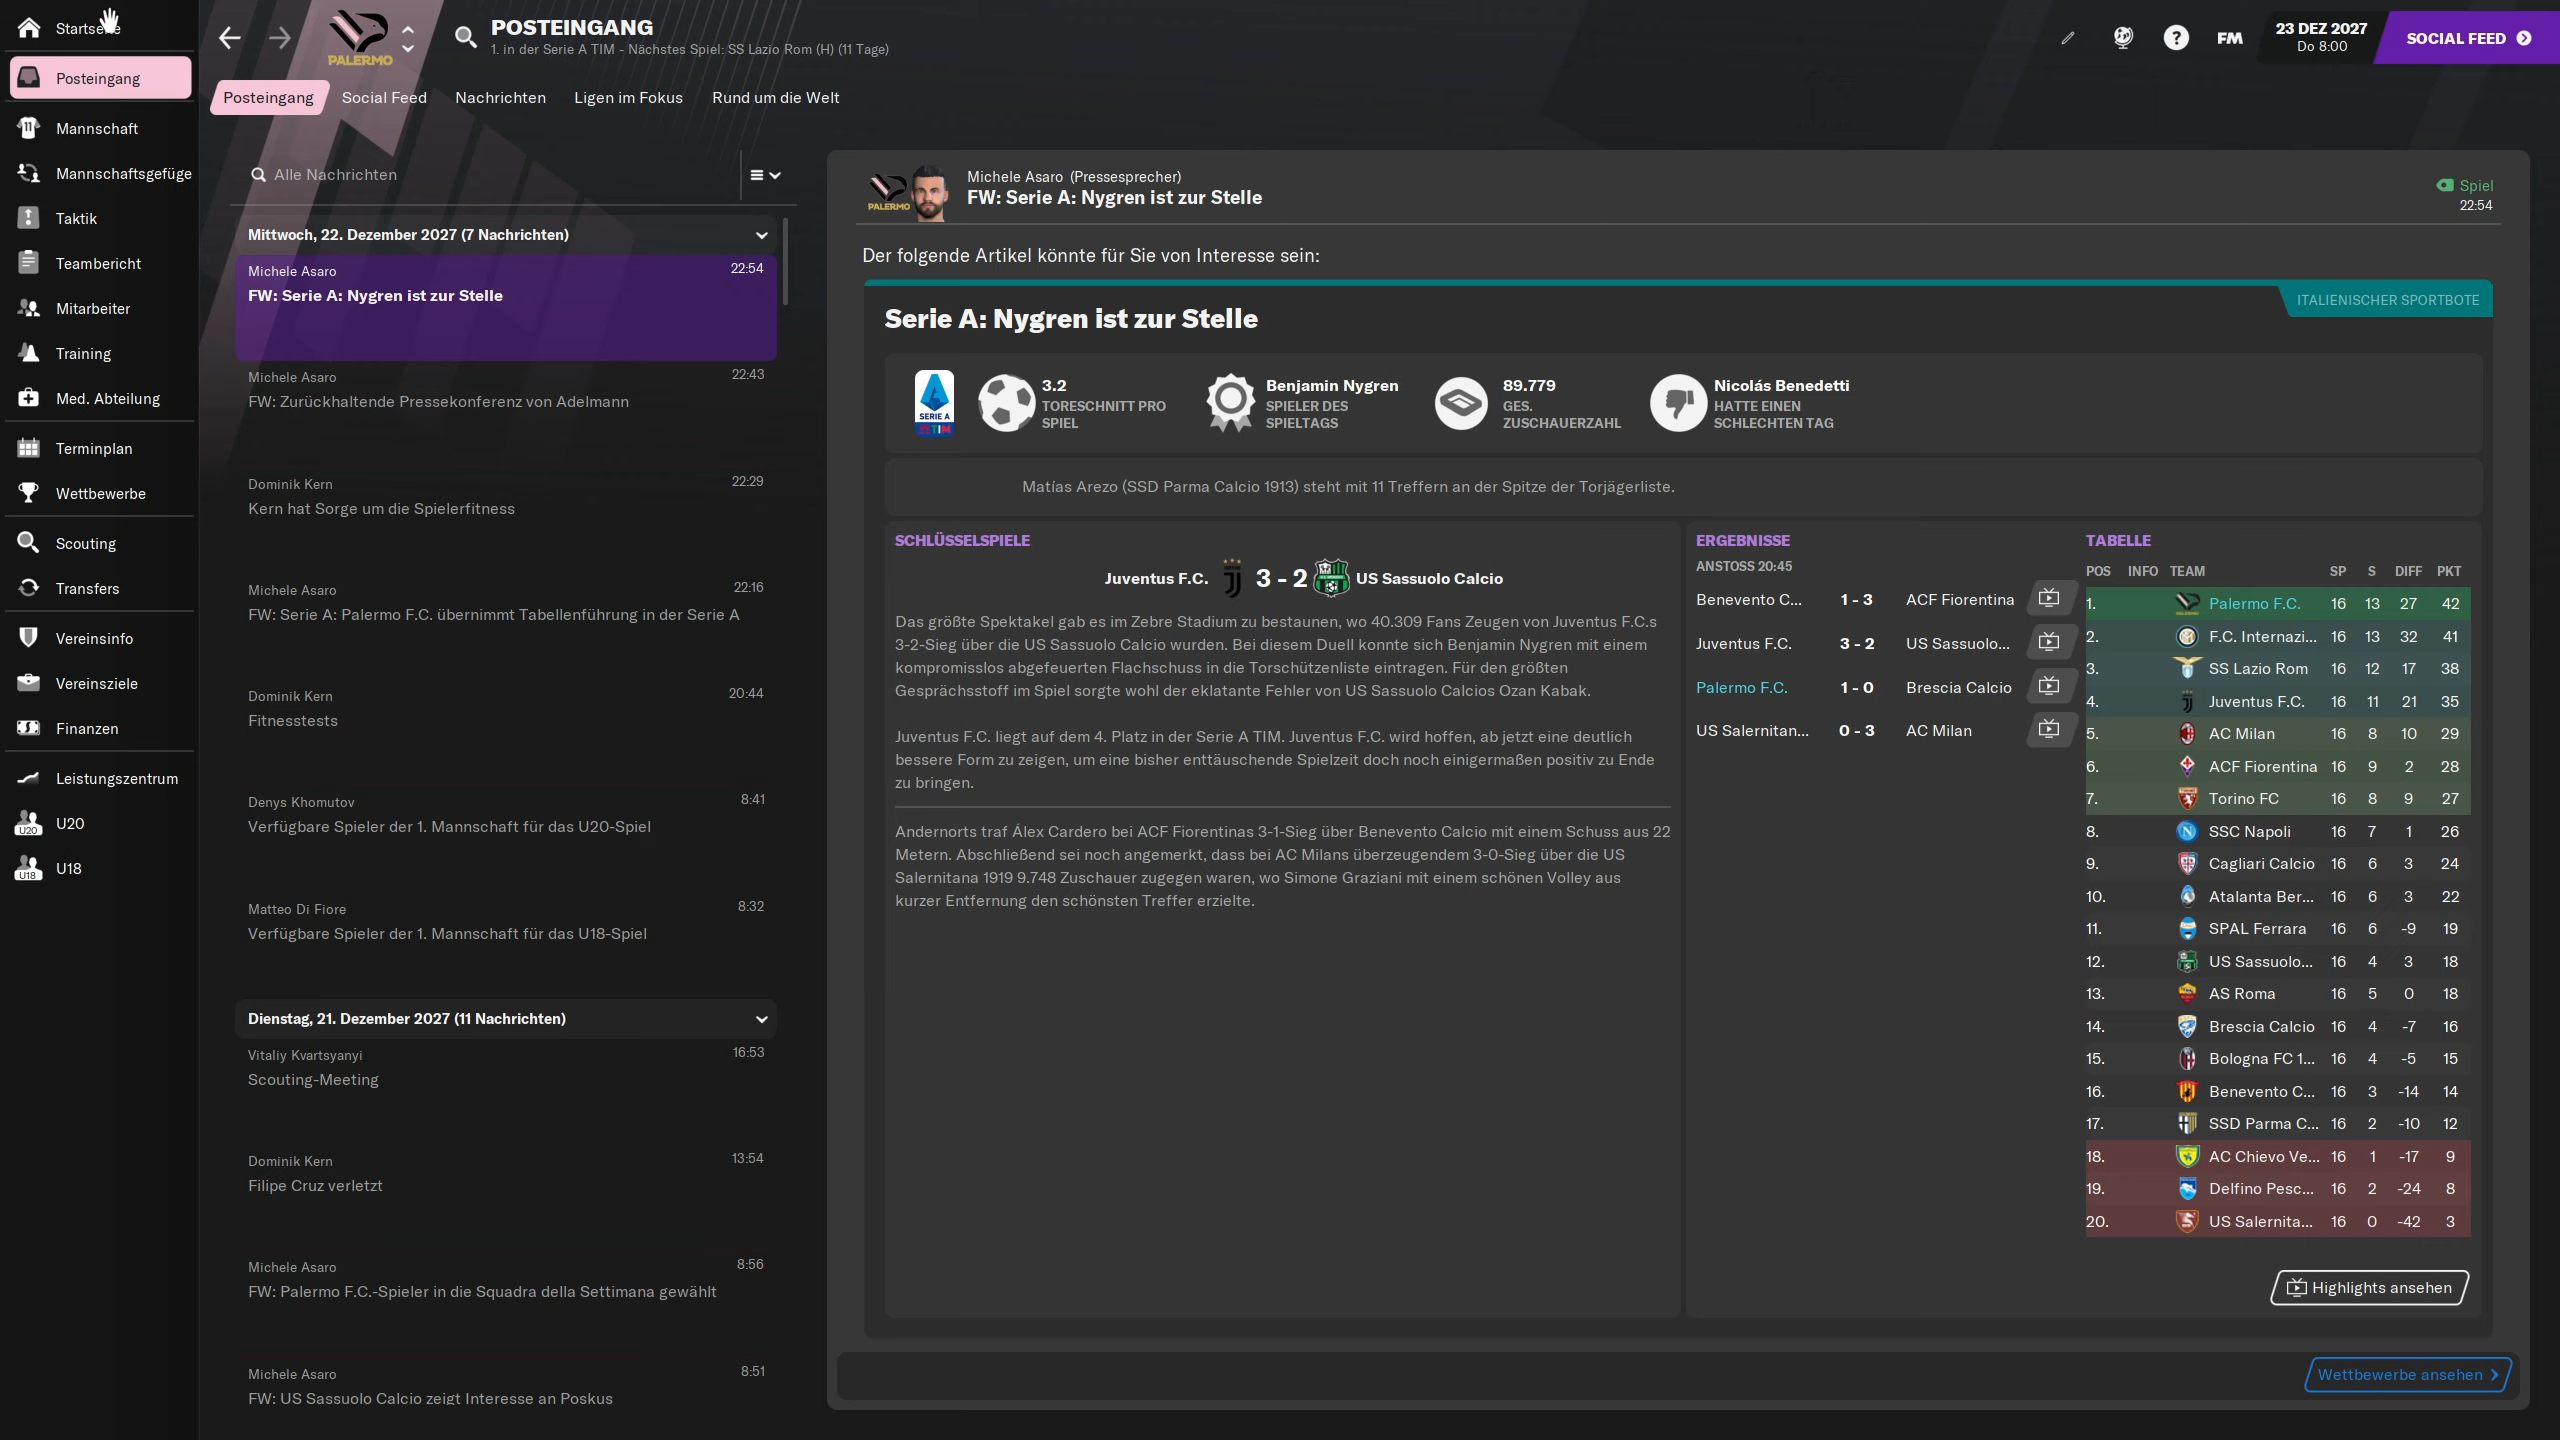 Startseite
Posteingang
Mannschaft
Mannschaftsgefüge
Taktik
Teambericht
Mitarbeiter
Training
Med. Abteilung
Terminplan
Wettbewerbe
Scouting
Transfers
Vereinsinfo
Vereinsziele
Finanzen
Leistungszentrum
U20
U20
U18
U18
PALERMO
POSTEINGANG
1. in der Serie A TIM - Nächstes Spiel: SS Lazio Rom (H) (11 Tage)
FM
23 DEZ 2027
Do 8:00
SOCIAL FEED
Posteingang
Social Feed
Nachrichten
Ligen im Fokus
Rund um die Welt
Alle Nachrichten
Mittwoch, 22. Dezember 2027 (7 Nachrichten)
Michele Asaro 22:54
FW: Serie A: Nygren ist zur Stelle
Michele Asaro 22:43
FW: Zurückhaltende Pressekonferenz von Adelmann
Dominik Kern 22:29
Kern hat Sorge um die Spielerfitness
Michele Asaro 22:16
FW: Serie A: Palermo F.C. übernimmt Tabellenführung in der Serie A
Dominik Kern 20:44
Fitnesstests
Denys Khomutov 8:41
Verfügbare Spieler der 1. Mannschaft für das U20-Spiel
Matteo Di Fiore 8:32
Verfügbare Spieler der 1. Mannschaft für das U18-Spiel
Dienstag, 21. Dezember 2027 (11 Nachrichten)
Vitaliy Kvartsyanyi 16:53
Scouting-Meeting
Dominik Kern 13:54
Filipe Cruz verletzt
Michele Asaro 8:56
FW: Palermo F.C.-Spieler in die Squadra della Settimana gewählt
Michele Asaro 8:51
FW: US Sassuolo Calcio zeigt Interesse an Poskus
PALERMO
Michele Asaro (Pressesprecher)
FW: Serie A: Nygren ist zur Stelle
Spiel
22:54
Der folgende Artikel könnte für Sie von Interesse sein:
ITALIENISCHER SPORTBOTE
Serie A: Nygren ist zur Stelle
SERIE A
TIM
3.2
TORESCHNITT PRO
SPIEL
Benjamin Nygren
SPIELER DES
SPIELTAGS
89.779
GES.
ZUSCHAUERZAHL
Nicolás Benedetti
HATTE EINEN
SCHLECHTEN TAG
Matías Arezo (SSD Parma Calcio 1913) steht mit 11 Treffern an der Spitze der Torjägerliste.
SCHLÜSSELSPIELE
Juventus F.C. 3 - 2 US Sassuolo Calcio
Das größte Spektakel gab es im Zebre Stadium zu bestaunen, wo 40.309 Fans Zeugen von Juventus F.C.s
3-2-Sieg über die US Sassuolo Calcio wurden. Bei diesem Duell konnte sich Benjamin Nygren mit einem
kompromisslos abgefeuerten Flachschuss in die Torschützenliste eintragen. Für den größten
Gesprächsstoff im Spiel sorgte wohl der eklatante Fehler von US Sassuolo Calcios Ozan Kabak.
Juventus F.C. liegt auf dem 4. Platz in der Serie A TIM. Juventus F.C. wird hoffen, ab jetzt eine deutlich
bessere Form zu zeigen, um eine bisher enttäuschende Spielzeit doch noch einigermaßen positiv zu Ende
zu bringen.
Andernorts traf Álex Cardero bei ACF Fiorentinas 3-1-Sieg über Benevento Calcio mit einem Schuss aus 22
Metern. Abschließend sei noch angemerkt, dass bei AC Milans überzeugendem 3-0-Sieg über die US
Salernitana 1919 9.748 Zuschauer zugegen waren, wo Simone Graziani mit einem schönen Volley aus
kurzer Entfernung den schönsten Treffer erzielte.
ERGEBNISSE
ANSTOSS 20:45
Benevento C... 1 - 3 ACF Fiorentina
Juventus F.C. 3 - 2 US Sassuolo...
Palermo F.C. 1 - 0 Brescia Calcio
US Salernitan... 0 - 3 AC Milan
TABELLE
POS INFO TEAM SP S DIFF PKT
1. Palermo F.C. 16 13 27 42
2. F.C. Internazi... 16 13 32 41
3. SS Lazio Rom 16 12 17 38
4. Juventus F.C. 16 11 21 35
5. AC Milan 16 8 10 29
6. ACF Fiorentina 16 9 2 28
7. Torino FC 16 8 9 27
8. SSC Napoli 16 7 1 26
9. Cagliari Calcio 16 6 3 24
10. Atalanta Ber... 16 6 3 22
11. SPAL Ferrara 16 6 -9 19
12. US Sassuolo... 16 4 3 18
13. AS Roma 16 5 0 18
14. Brescia Calcio 16 4 -7 16
15. Bologna FC 1... 16 4 -5 15
16. Benevento C... 16 3 -14 14
17. SSD Parma C... 16 2 -10 12
18. AC Chievo Ve... 16 1 -17 9
19. Delfino Pesc... 16 2 -24 8
20. US Salernita... 16 0 -42 3
Highlights ansehen
Wettbewerbe ansehen